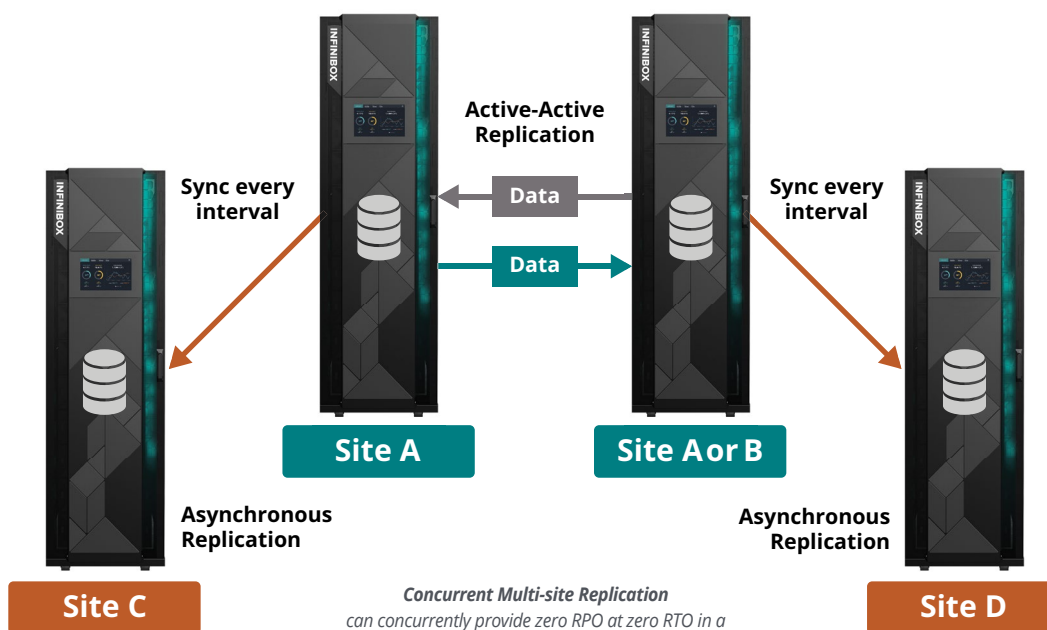 INFINIBOX
INFINIBOX
Active-Active
Replication
INFINIBOX
Sync every
interval
Data
Sync every
interval
INFINIBOX
Data
Site A
Site A or B
Asynchronous
Replication
Asynchronous
Replication
Site C
Concurrent Multi-site Replication
can concurrently provide zero RPO at zero RTO in a
Site D